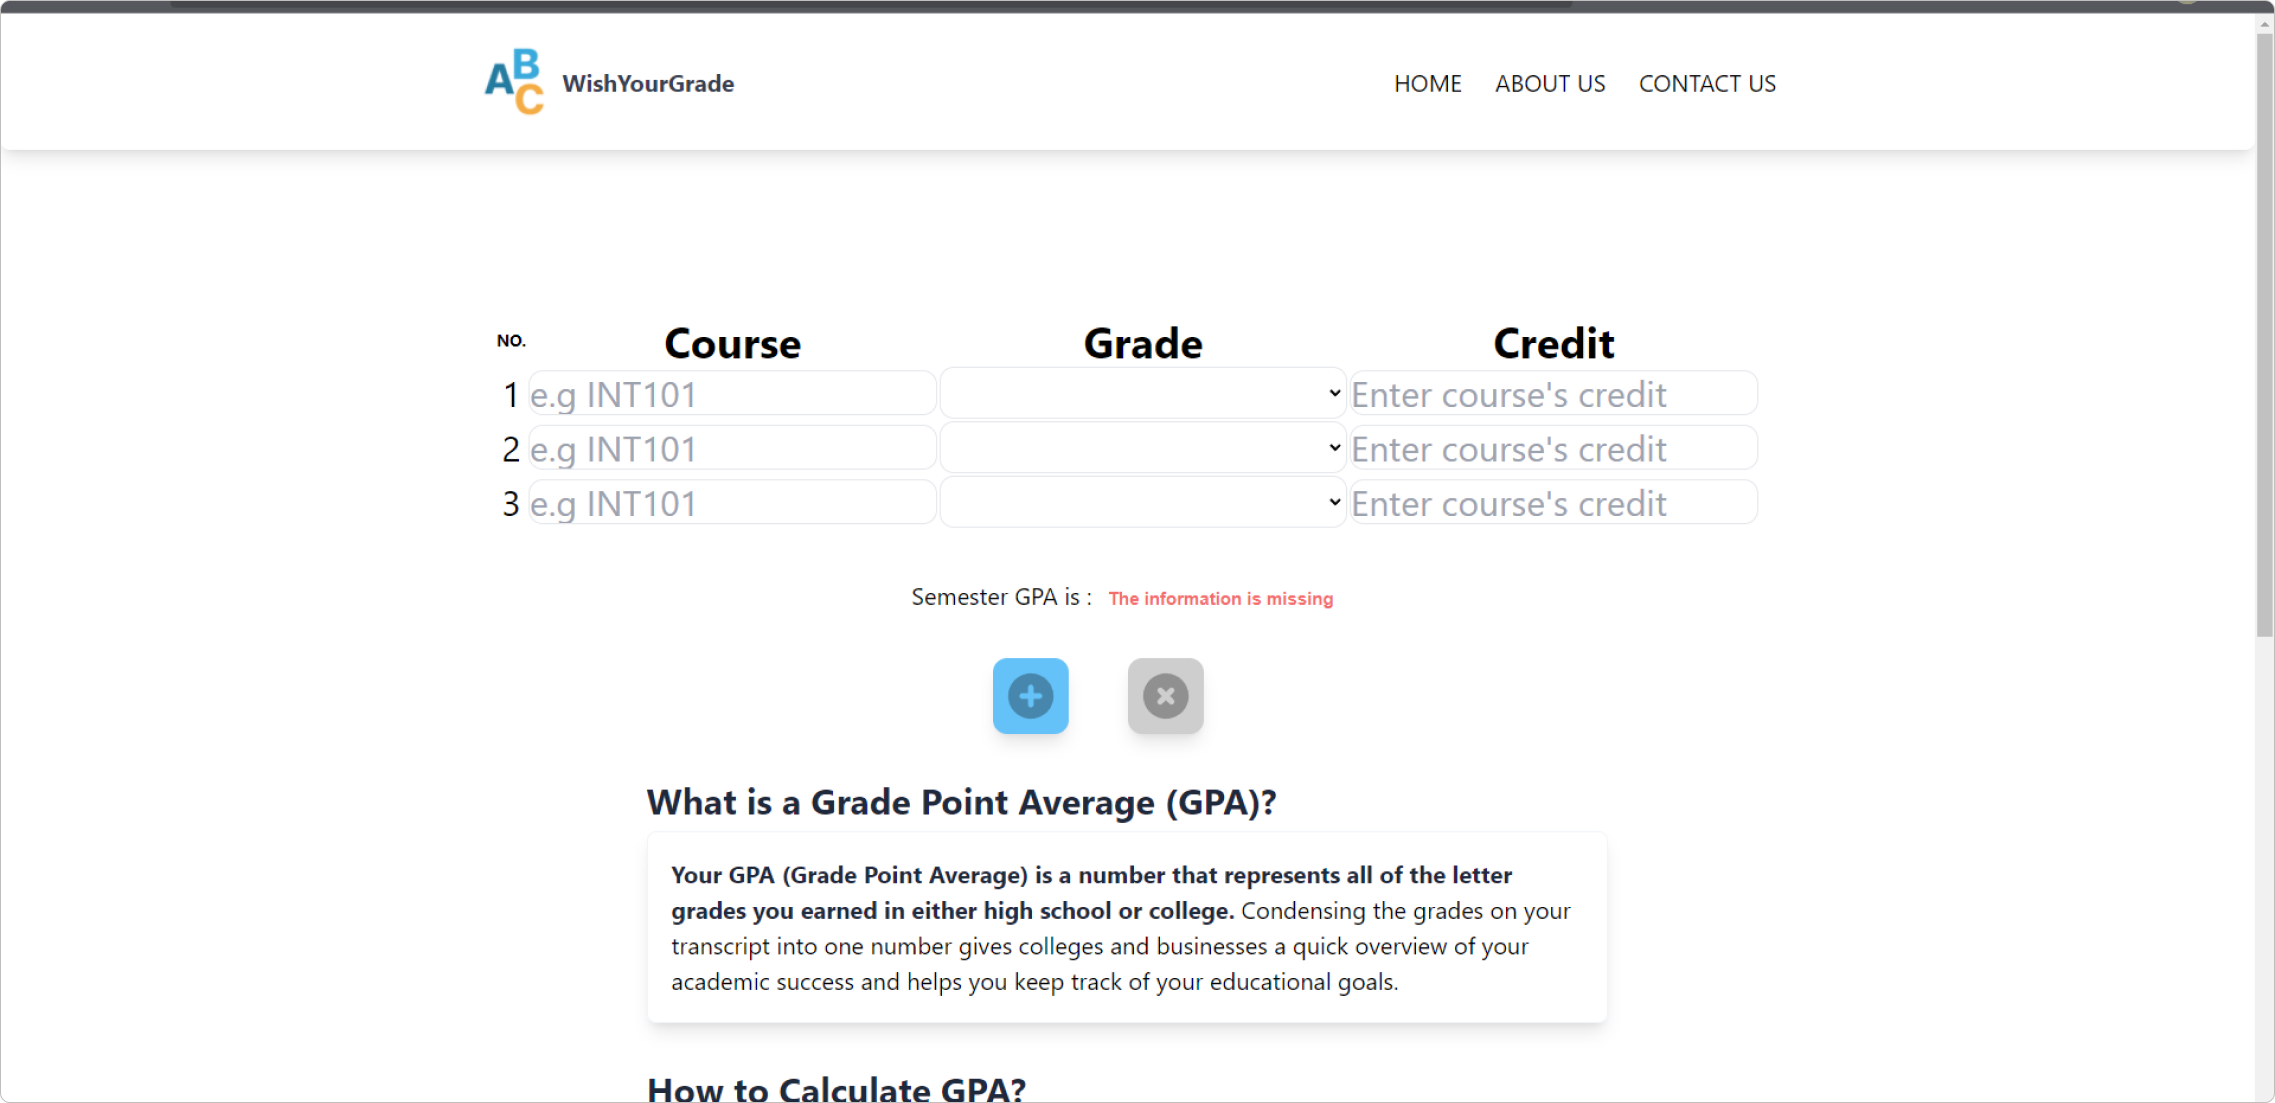 ABC WishYourGrade HOME ABOUT US CONTACT US
NO. Course Grade Credit
1 e.g INT101 Enter course's credit
2 e.g INT101 Enter course's credit
3 e.g INT101 Enter course's credit
Semester GPA is : The information is missing
What is a Grade Point Average (GPA)?
Your GPA (Grade Point Average) is a number that represents all of the letter
grades you earned in either high school or college. Condensing the grades on your
transcript into one number gives colleges and businesses a quick overview of your
academic success and helps you keep track of your educational goals.
How to Calculate GPA?